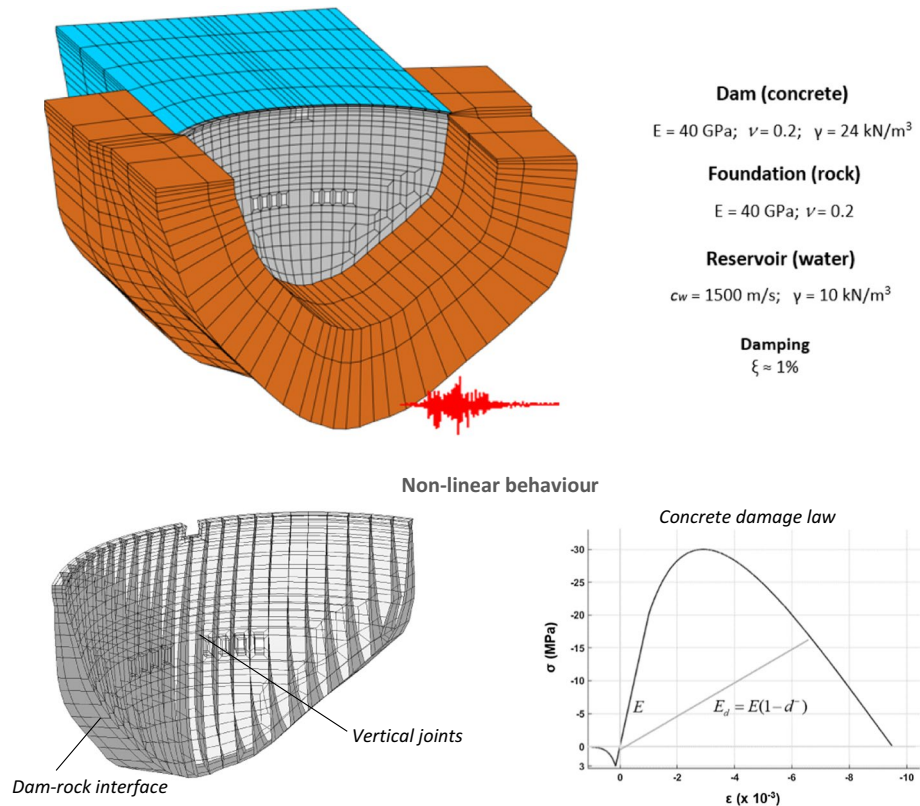 Dam (concrete)
E = 40 GPa; ν = 0.2; γ = 24 kN/m³
Foundation (rock)
E = 40 GPa; ν = 0.2
Reservoir (water)
cw = 1500 m/s; γ = 10 kN/m³
Damping
ξ ≈ 1%
Non-linear behaviour
Vertical joints
Dam-rock interface
Concrete damage law
σ (MPa)
-30
-25
-20
-15
-10
-5
0
3
E
E_d = E(1-d⁻)
0
-2
-4
-6
-8
-10
ε (x 10⁻³)